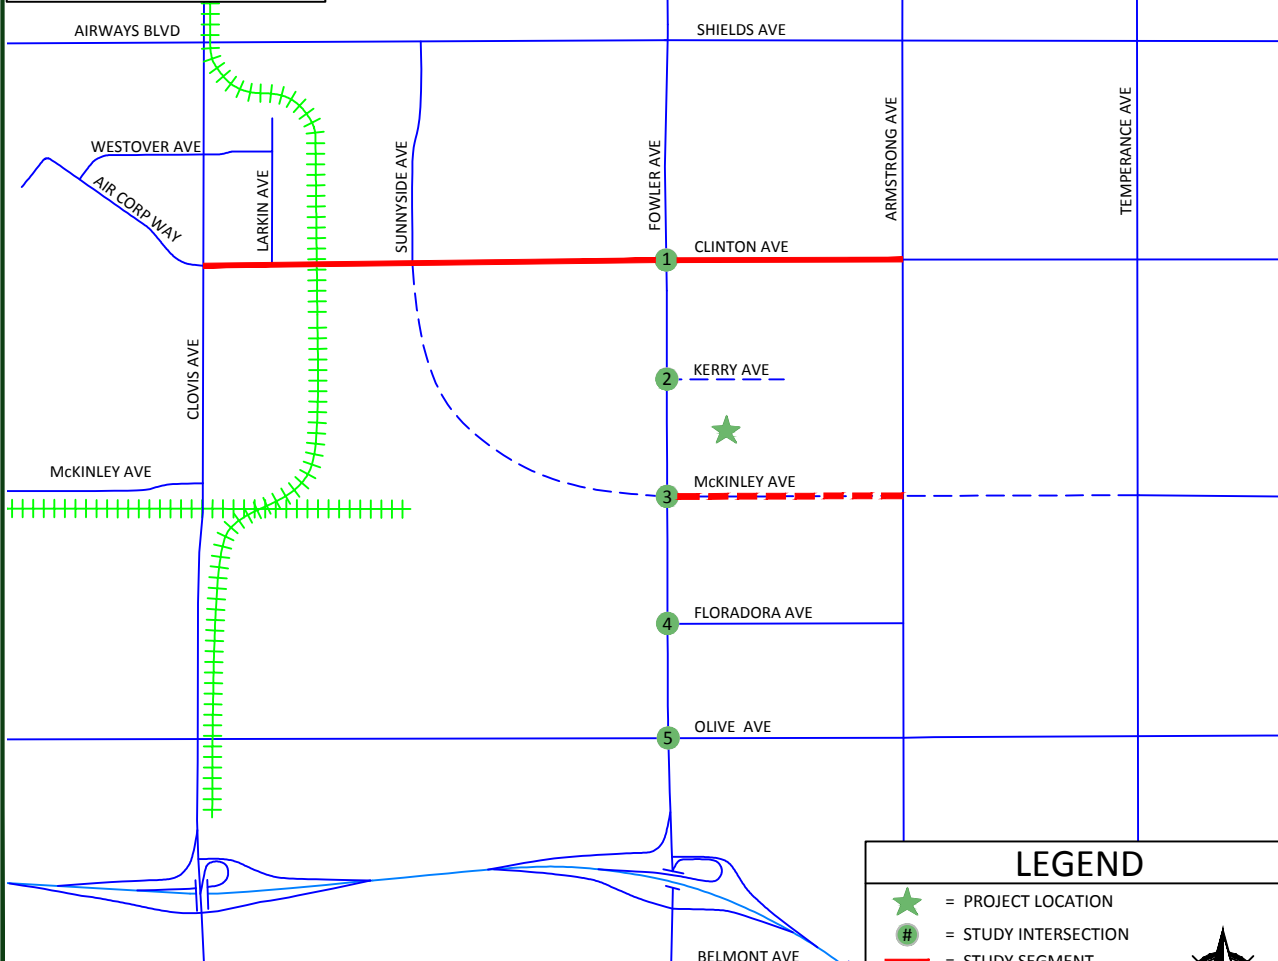 AIRWAYS BLVD
SHIELDS AVE
WESTOVER AVE
AIR CORP WAY
LARKIN AVE
SUNNYSIDE AVE
FOWLER AVE
ARMSTRONG AVE
TEMPERANCE AVE
CLINTON AVE
1
CLOVIS AVE
2
KERRY AVE
McKINLEY AVE
McKINLEY AVE
3
FLORADORA AVE
4
OLIVE AVE
5
LEGEND
= PROJECT LOCATION
# = STUDY INTERSECTION
= STUDY SEGMENT
BELMONT AVE